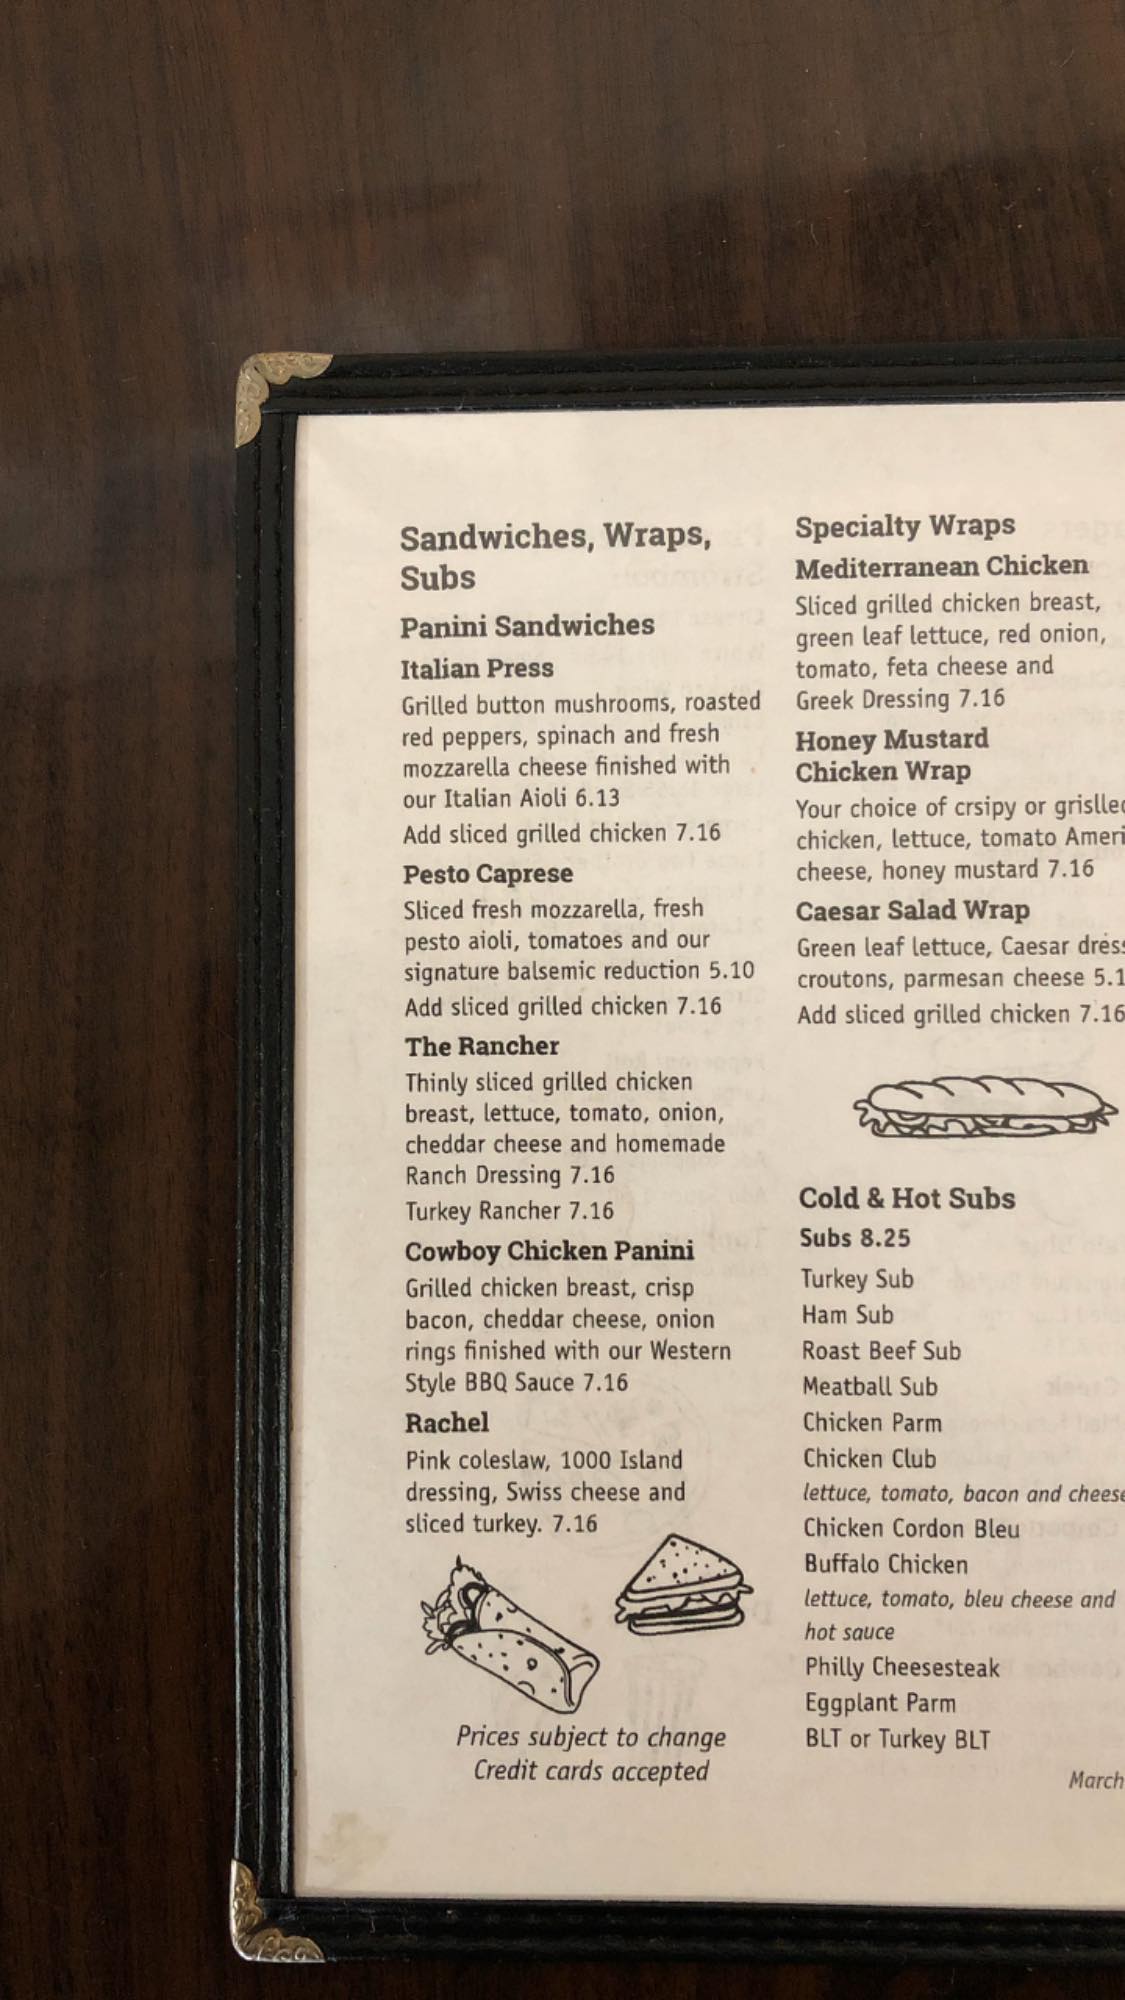 Sandwiches, Wraps,
Subs
Panini Sandwiches
Italian Press
Grilled button mushrooms, roasted
red peppers, spinach and fresh
mozzarella cheese finished with
our Italian Aioli 6.13
Add sliced grilled chicken 7.16
Pesto Caprese
Sliced fresh mozzarella, fresh
pesto aioli, tomatoes and our
signature balsemic reduction 5.10
Add sliced grilled chicken 7.16
The Rancher
Thinly sliced grilled chicken
breast, lettuce, tomato, onion,
cheddar cheese and homemade
Ranch Dressing 7.16
Turkey Rancher 7.16
Cowboy Chicken Panini
Grilled chicken breast, crisp
bacon, cheddar cheese, onion
rings finished with our Western
Style BBQ Sauce 7.16
Rachel
Pink coleslaw, 1000 Island
dressing, Swiss cheese and
sliced turkey. 7.16
Prices subject to change
Credit cards accepted
Specialty Wraps
Mediterranean Chicken
Sliced grilled chicken breast,
green leaf lettuce, red onion,
tomato, feta cheese and
Greek Dressing 7.16
Honey Mustard
Chicken Wrap
Your choice of crsipy or grislled
chicken, lettuce, tomato Ameri
cheese, honey mustard 7.16
Caesar Salad Wrap
Green leaf lettuce, Caesar dress
croutons, parmesan cheese 5.1
Add sliced grilled chicken 7.16
Cold & Hot Subs
Subs 8.25
Turkey Sub
Ham Sub
Roast Beef Sub
Meatball Sub
Chicken Parm
Chicken Club
lettuce, tomato, bacon and cheese
Chicken Cordon Bleu
Buffalo Chicken
lettuce, tomato, bleu cheese and
hot sauce
Philly Cheesesteak
Eggplant Parm
BLT or Turkey BLT
March